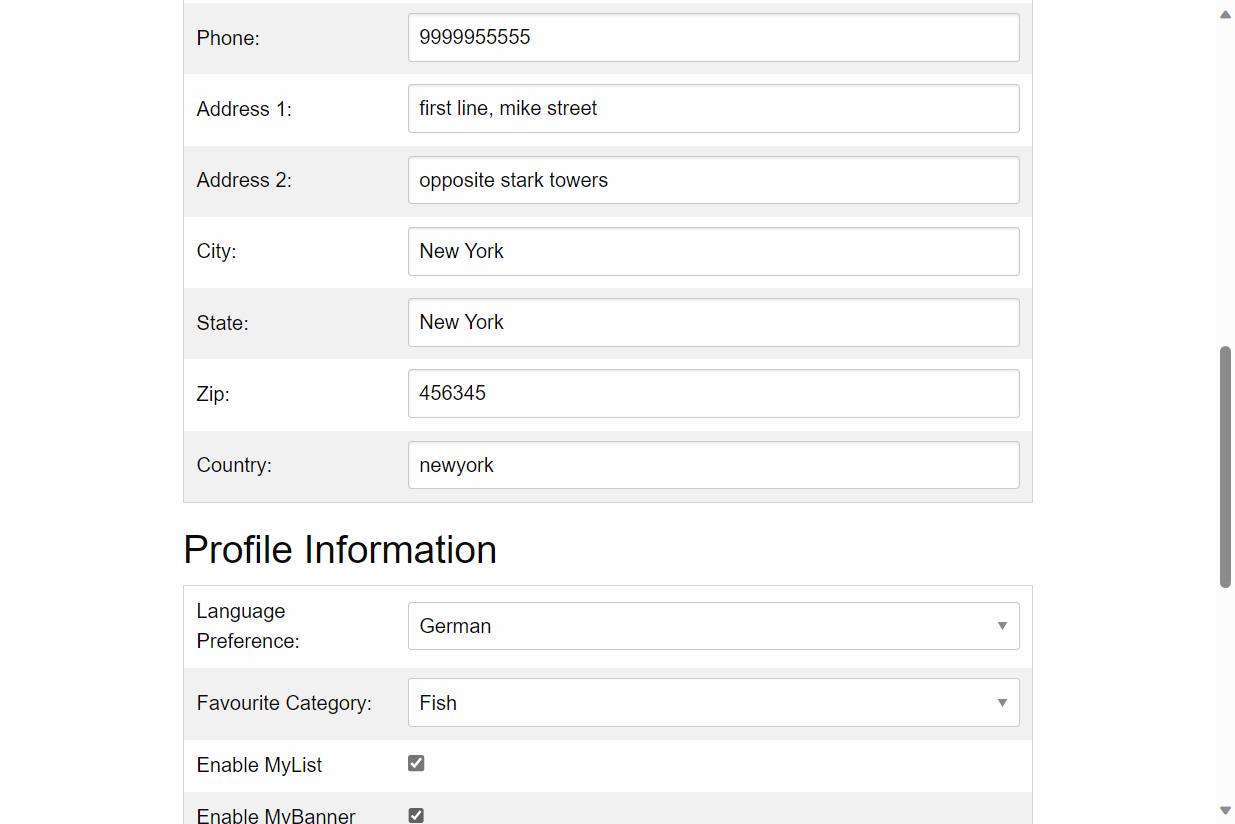 Phone: 9999955555
Address 1: first line, mike street
Address 2: opposite stark towers
City: New York
State: New York
Zip: 456345
Country: newyork
Profile Information
Language
Preference: German
Favourite Category: Fish
Enable MyList
Enable MyBanner